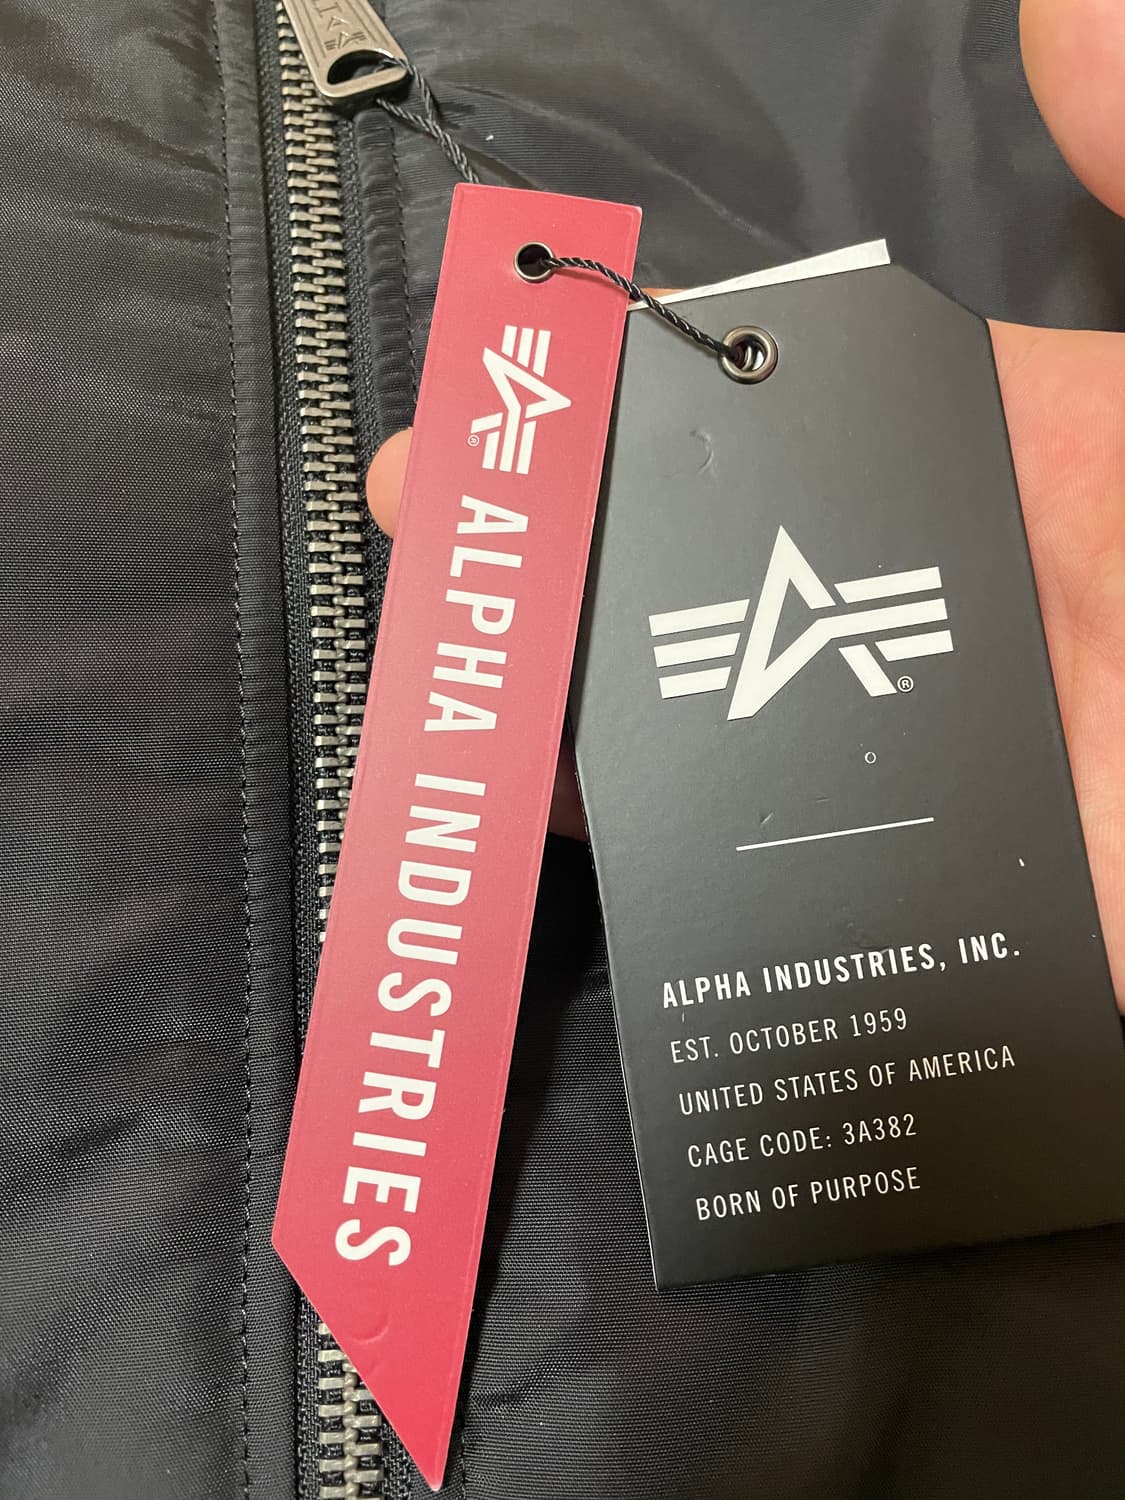 ALPHA INDUSTRIES
ALPHA INDUSTRIES, INC.
EST. OCTOBER 1959
UNITED STATES OF AMERICA
CAGE CODE: 3A382
BORN OF PURPOSE